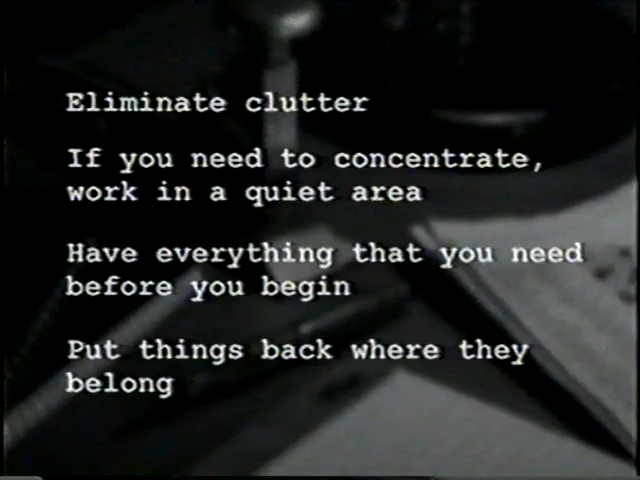 Eliminate clutter
If you need to concentrate,
work in a quiet area
Have everything that you need
before you begin
Put things back where they
belong